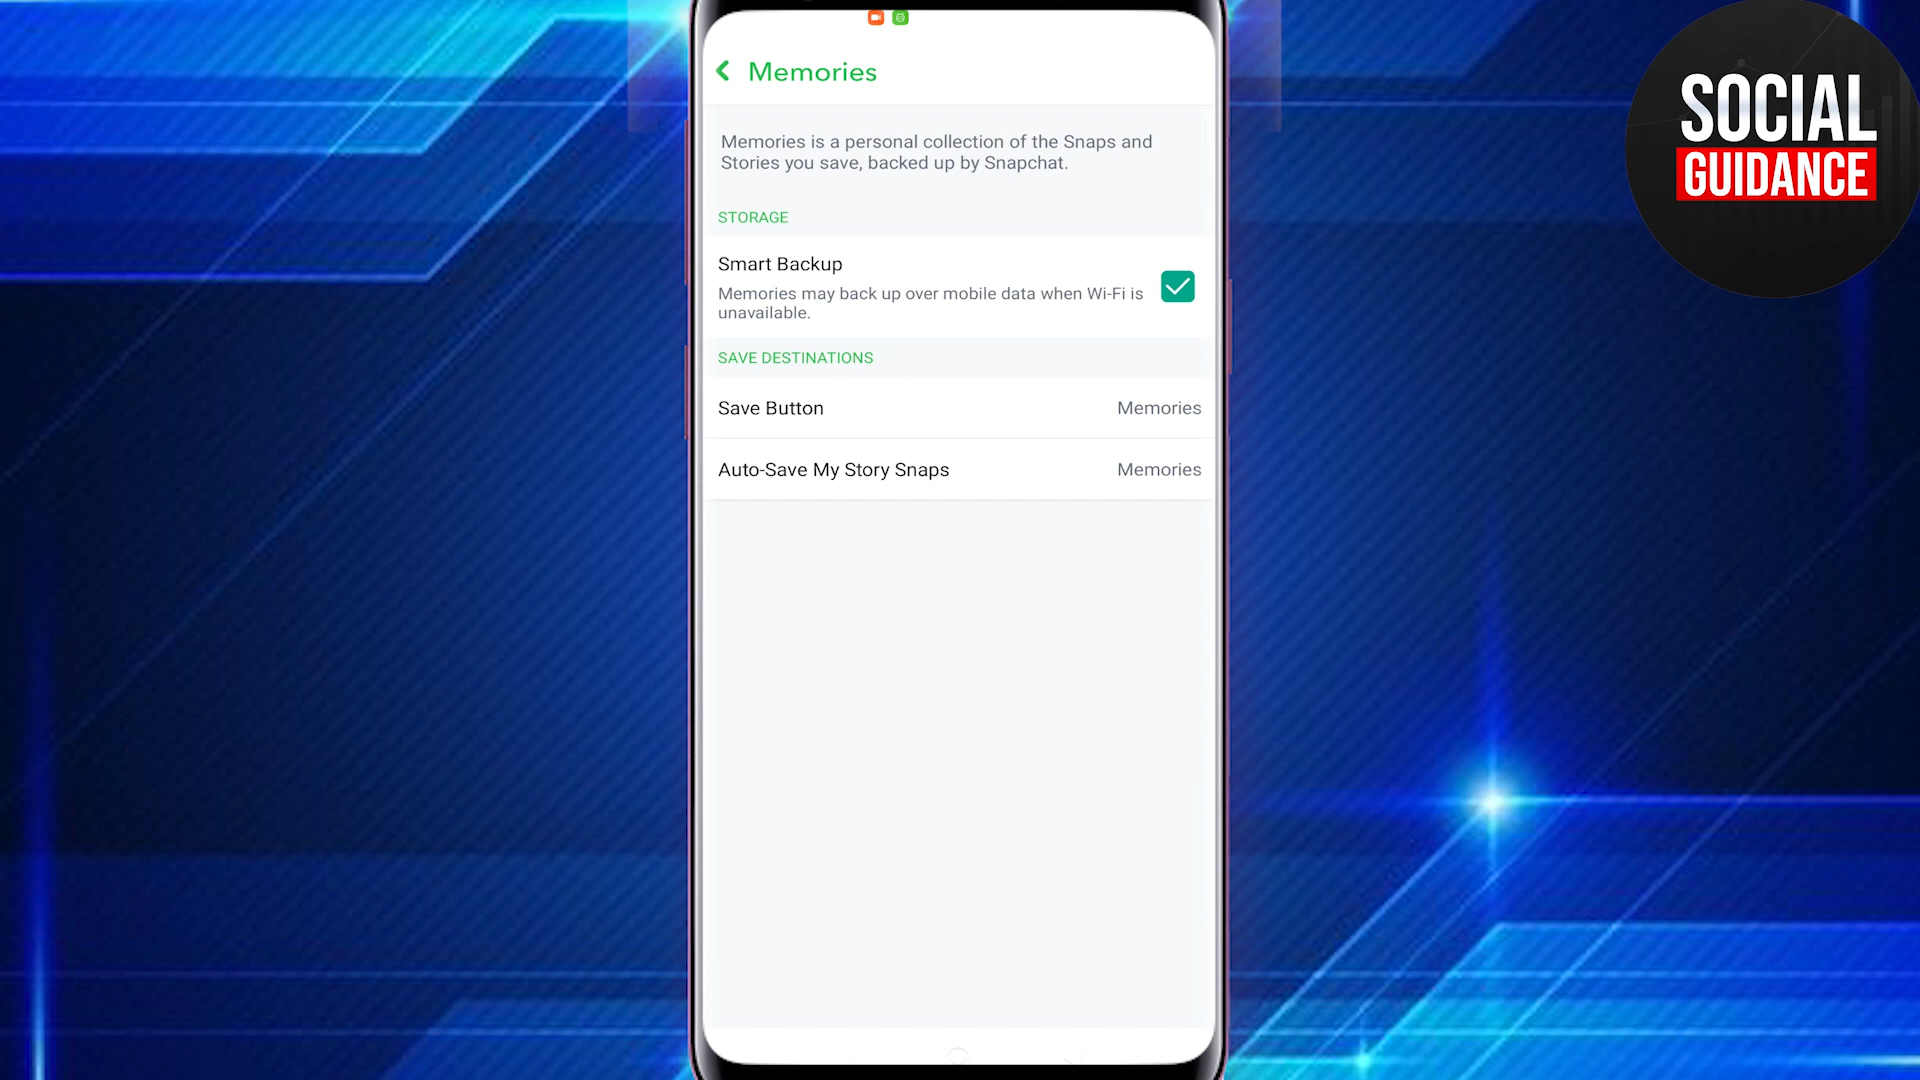 Memories
Memories is a personal collection of the Snaps and
Stories you save, backed up by Snapchat.
STORAGE
Smart Backup
Memories may back up over mobile data when Wi-Fi is
unavailable.
SAVE DESTINATIONS
Save Button Memories
Auto-Save My Story Snaps Memories
SOCIAL
GUIDANCE